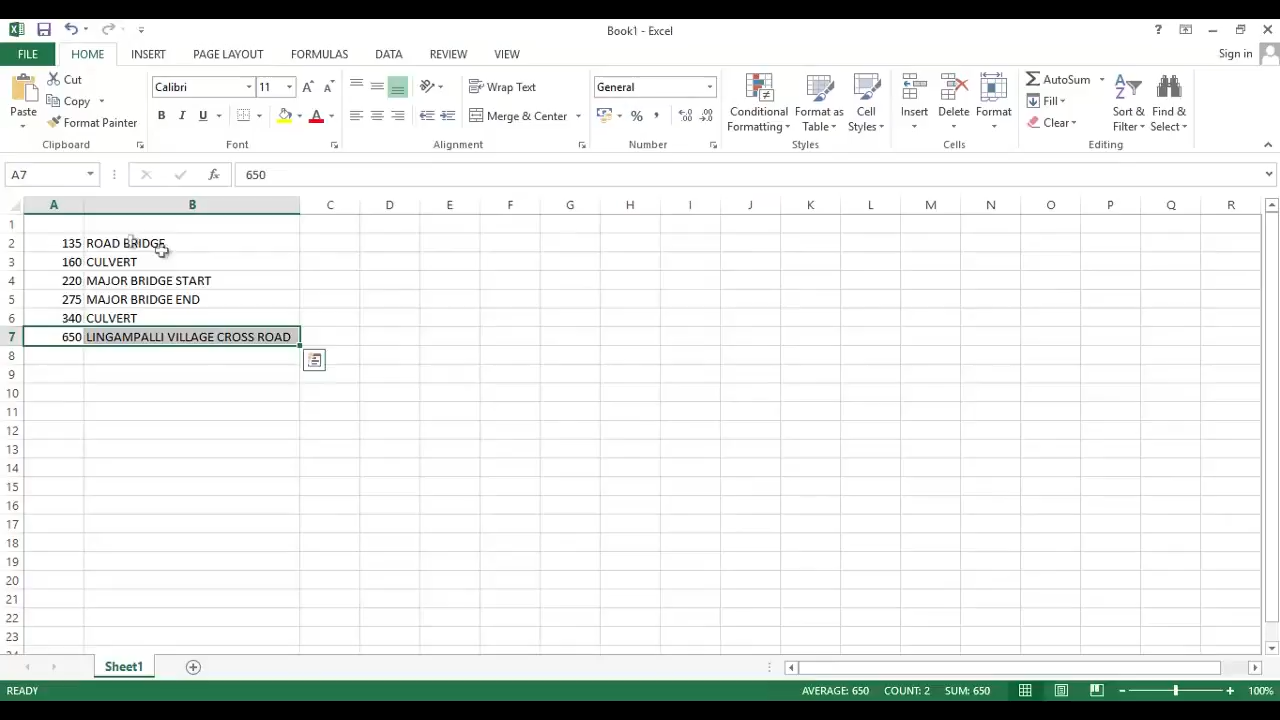 Book1 - Excel
?
FILE HOME INSERT PAGE LAYOUT FORMULAS DATA REVIEW VIEW Sign in
Paste Cut Copy Format Painter
Clipboard
Calibri 11 A A
B I U A
Font
Wrap Text
Merge & Center
Alignment
General
% , .0 .00
Number
Conditional Formatting Format as Table Cell Styles
Styles
Insert Delete Format
Cells
AutoSum Fill Clear Sort & Filter Find & Select
Editing
A7 fx 650
A B C D E F G H I J K L M N O P Q R
1
2 135 ROAD BRIDGE
3 160 CULVERT
4 220 MAJOR BRIDGE START
5 275 MAJOR BRIDGE END
6 340 CULVERT
7 650 LINGAMPALLI VILLAGE CROSS ROAD
8
9
10
11
12
13
14
15
16
17
18
19
20
21
22
23
Sheet1
READY AVERAGE: 650 COUNT: 2 SUM: 650 100%